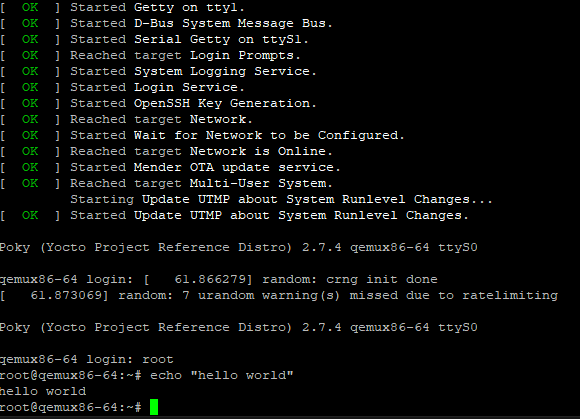 [  OK  ] Started Getty on tty1.
[  OK  ] Started D-Bus System Message Bus.
[  OK  ] Started Serial Getty on ttyS1.
[  OK  ] Reached target Login Prompts.
[  OK  ] Started System Logging Service.
[  OK  ] Started Login Service.
[  OK  ] Started OpenSSH Key Generation.
[  OK  ] Reached target Network.
[  OK  ] Started Wait for Network to be Configured.
[  OK  ] Reached target Network is Online.
[  OK  ] Started Mender OTA update service.
[  OK  ] Reached target Multi-User System.
         Starting Update UTMP about System Runlevel Changes...
[  OK  ] Started Update UTMP about System Runlevel Changes.
Poky (Yocto Project Reference Distro) 2.7.4 qemux86-64 ttyS0
qemux86-64 login: [   61.866279] random: crng init done
[   61.873069] random: 7 urandom warning(s) missed due to ratelimiting
Poky (Yocto Project Reference Distro) 2.7.4 qemux86-64 ttyS0
qemux86-64 login: root
root@qemux86-64:~# echo "hello world"
hello world
root@qemux86-64:~#